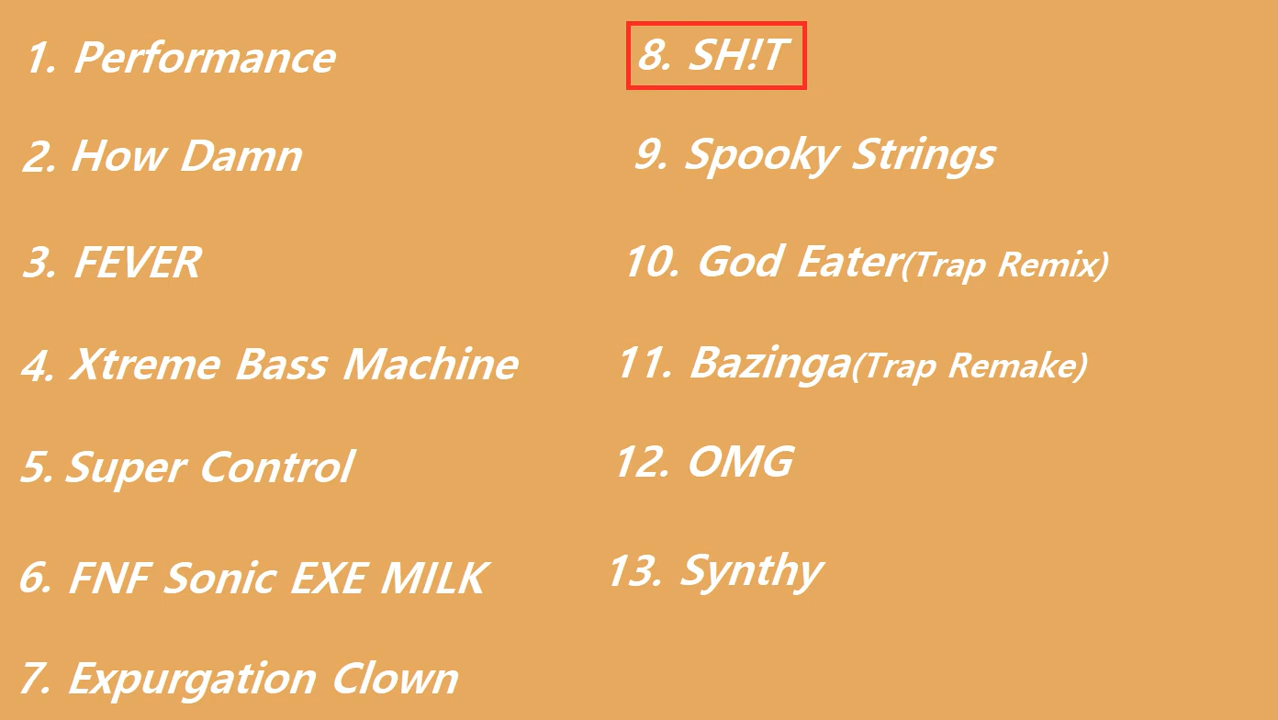 1. Performance
2. How Damn
3. FEVER
4. Xtreme Bass Machine
5. Super Control
6. FNF Sonic EXE MILK
7. Expurgation Clown
8. SH!T
9. Spooky Strings
10. God Eater(Trap Remix)
11. Bazinga(Trap Remake)
12. OMG
13. Synthy